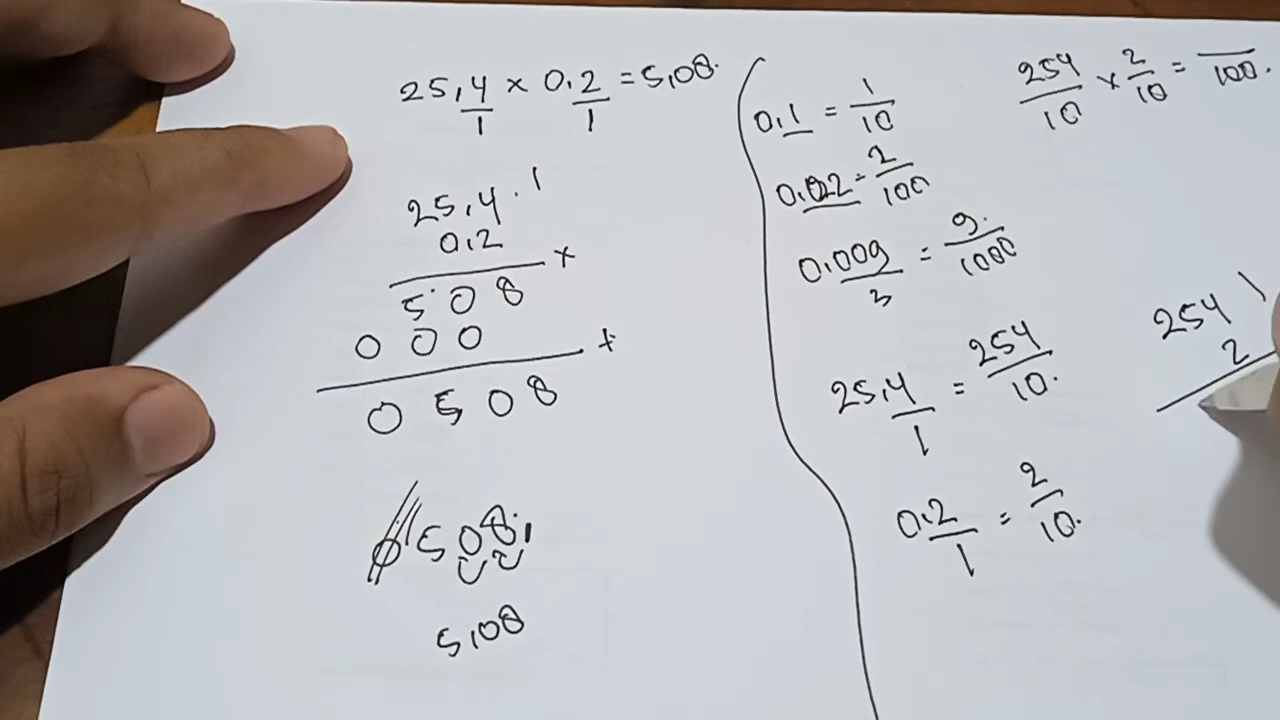 25,4 x 0.2 = 5,08.
1 1
25,4. 1
0.2 x
5 0 8
0 0 0 +
0 5 0 8
0 5 0 8,
5,08
0.1 = 1/10
0.02 = 2/100
0.009 = 9/1000
3
25,4 = 254/10
1
0.2 = 2/10
1
254/10 x 2/10 = /100
254 1
2